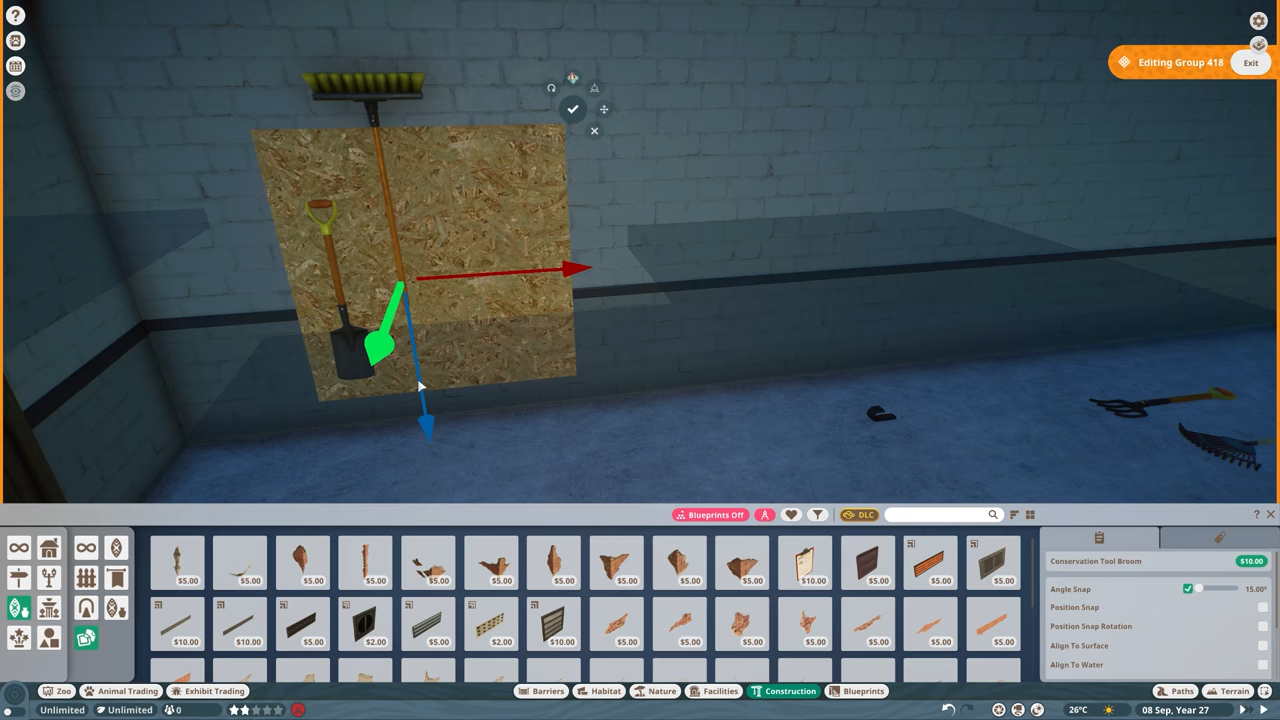 ?
Editing Group 418
Exit
Blueprints Off
DLC
?
$5.00 $5.00 $5.00 $5.00 $5.00 $5.00 $5.00 $5.00 $5.00 $5.00 $10.00 $5.00 $5.00 $5.00
$10.00 $10.00 $5.00 $2.00 $5.00 $2.00 $10.00 $5.00 $5.00 $5.00 $5.00 $5.00 $5.00 $5.00
Conservation Tool Broom $10.00
Angle Snap 15.00°
Position Snap
Position Snap Rotation
Align To Surface
Align To Water
Zoo Animal Trading Exhibit Trading Barriers Habitat Nature Facilities Construction Blueprints Paths Terrain
Unlimited Unlimited 0 26°C 08 Sep, Year 27